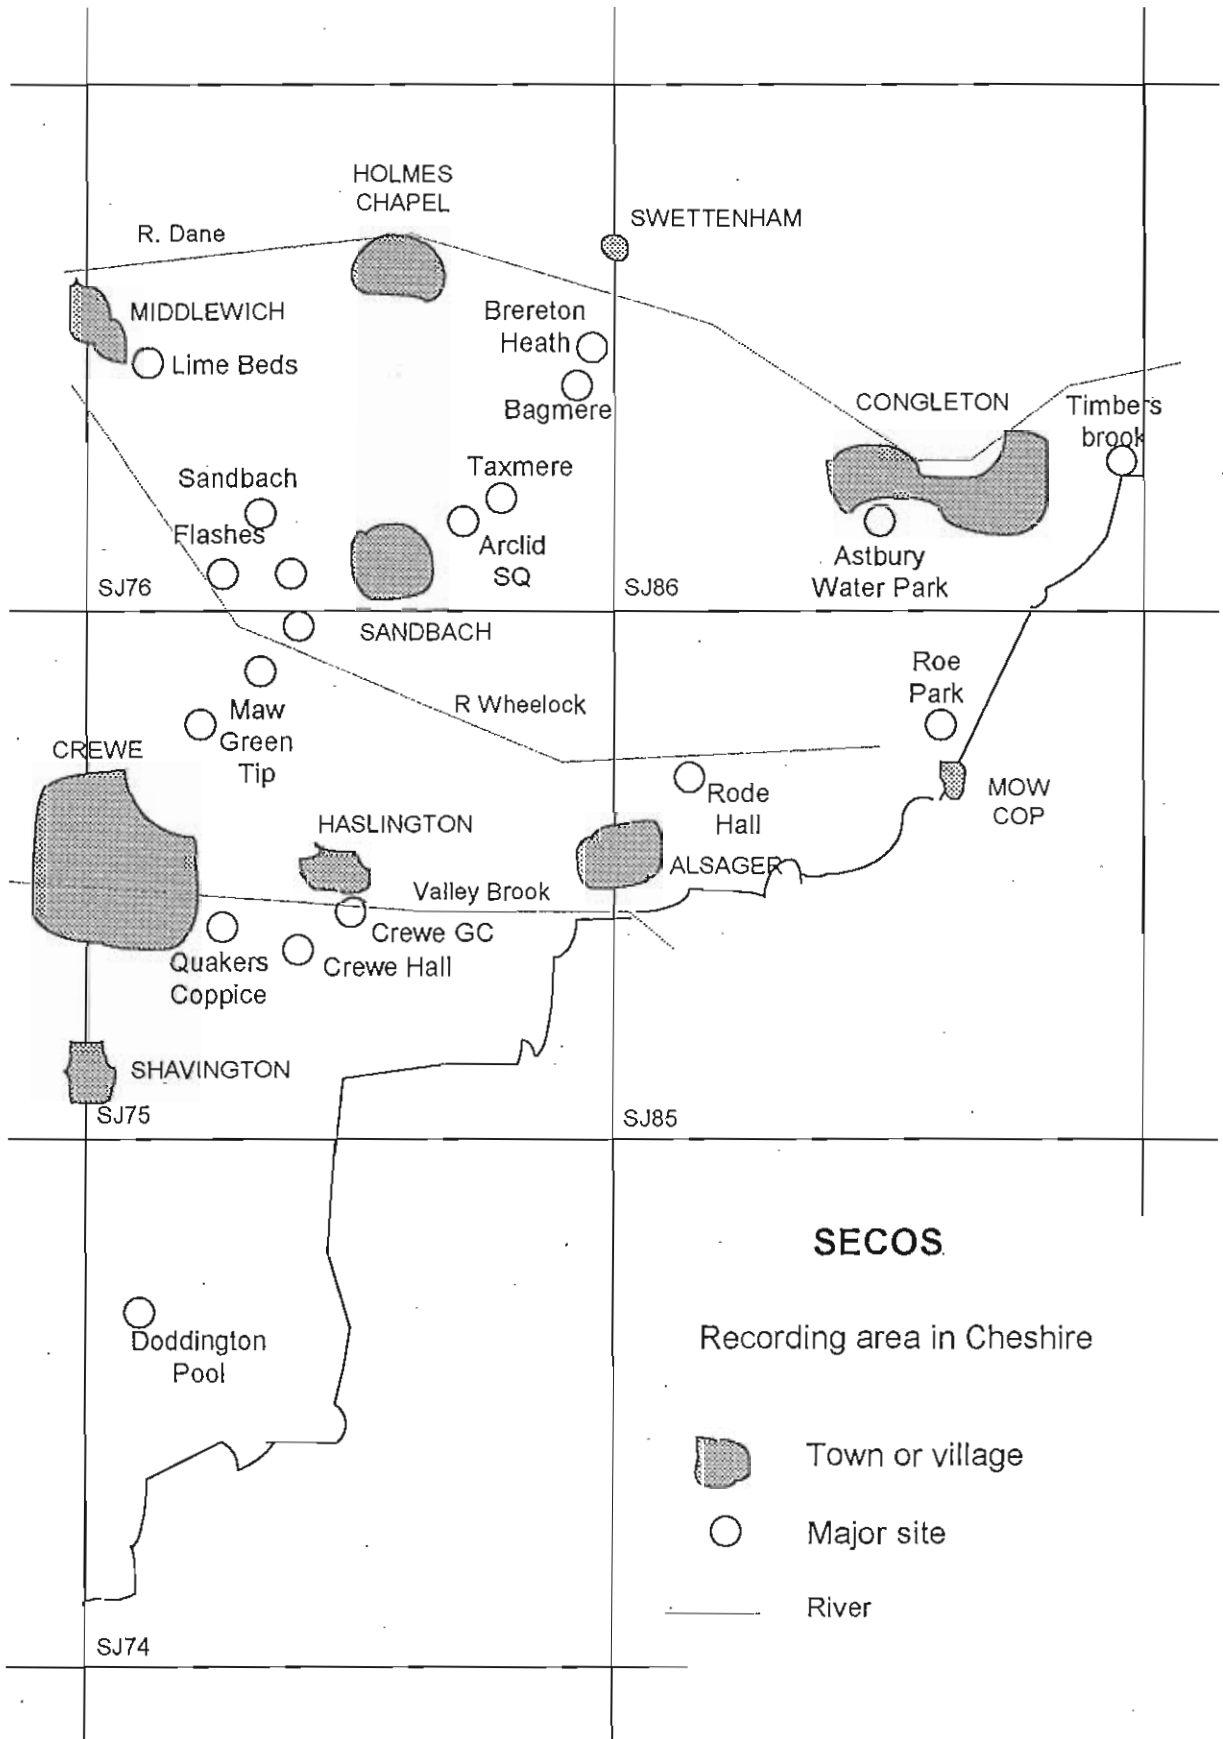 HOLMES
CHAPEL
SWETTENHAM
R. Dane
MIDDLEWICH
Brereton
Heath
Lime Beds
Bagmere
CONGLETON
Timbers
brook
Taxmere
Sandbach
Flashes
Arclid
SQ
Astbury
Water Park
SJ76
SJ86
SANDBACH
Roe
Park
R Wheelock
Maw
Green
Tip
CREWE
MOW
COP
Rode
Hall
HASLINGTON
ALSAGER
Valley Brook
Crewe GC
Quakers
Coppice
Crewe Hall
SHAVINGTON
SJ75
SJ85
SECOS
Recording area in Cheshire
Doddington
Pool
Town or village
Major site
River
SJ74